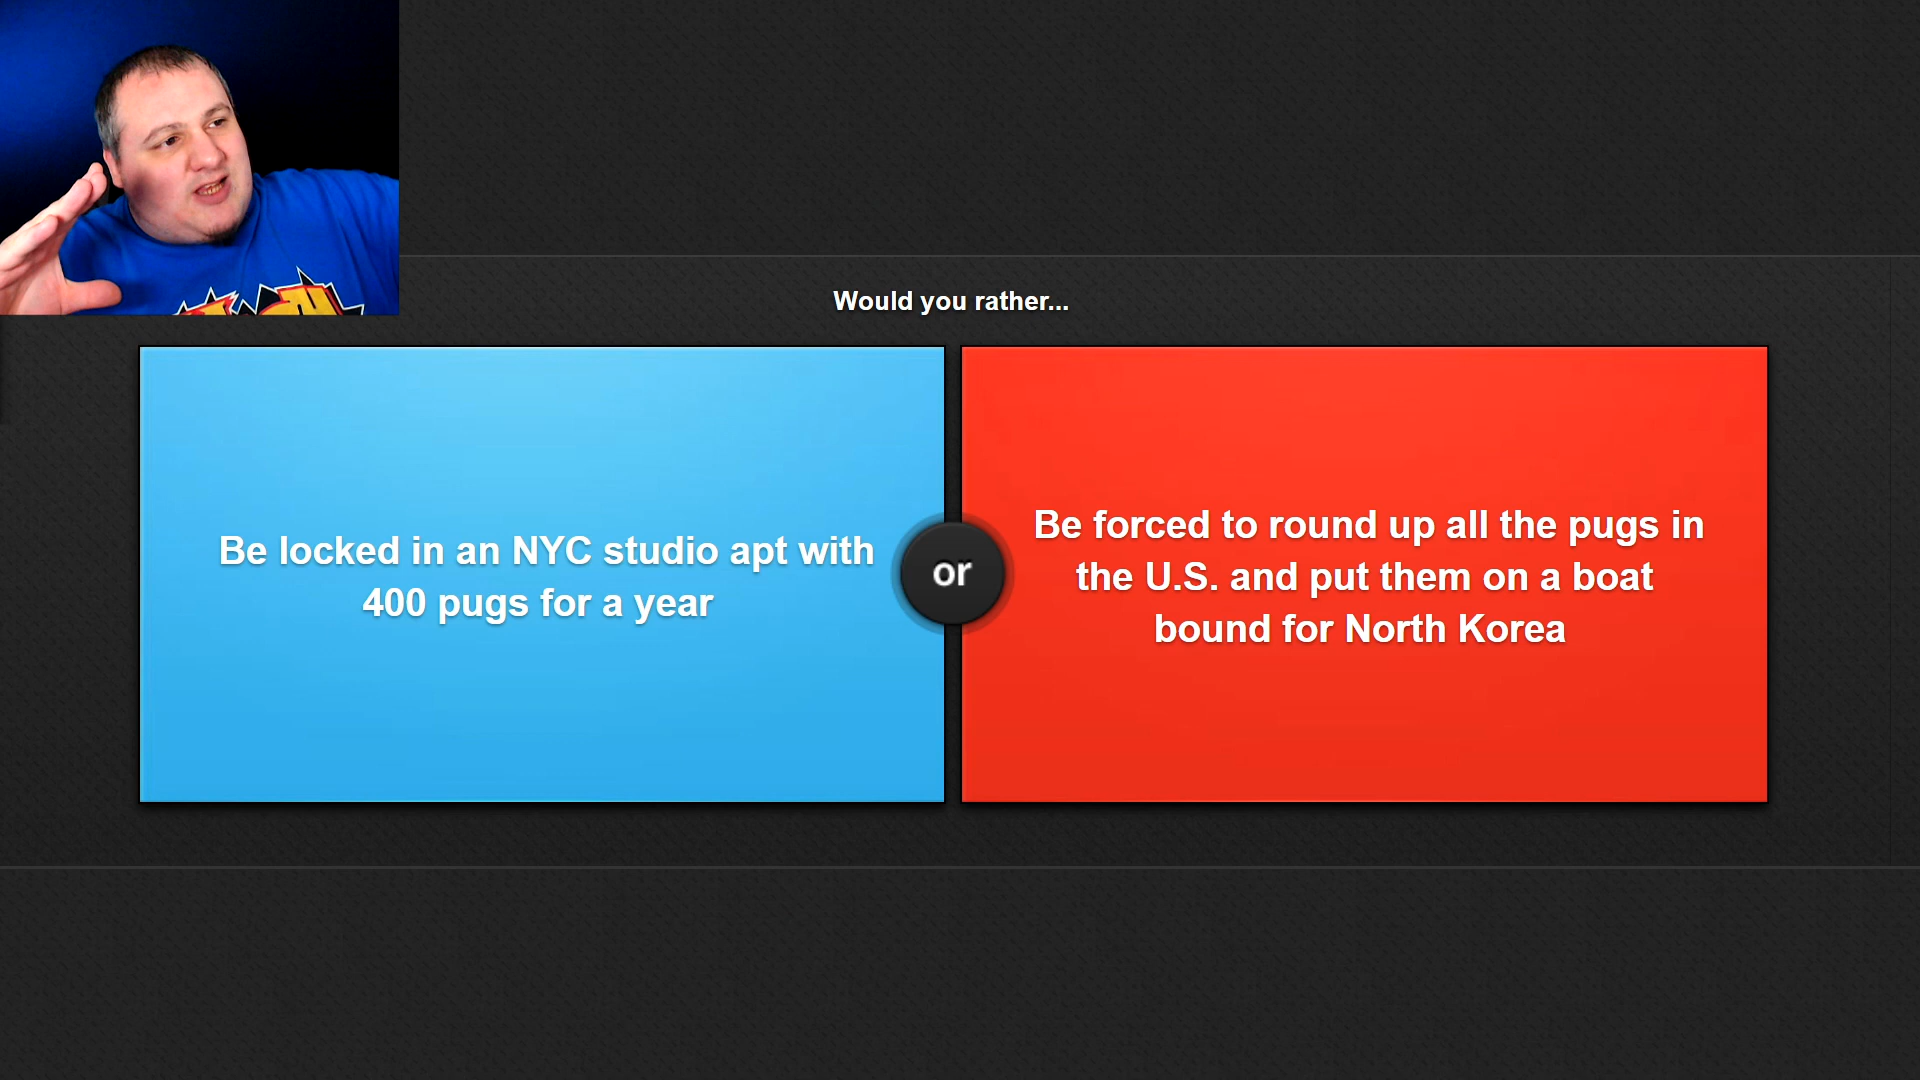 Would you rather...
Be locked in an NYC studio apt with
400 pugs for a year
or
Be forced to round up all the pugs in
the U.S. and put them on a boat
bound for North Korea